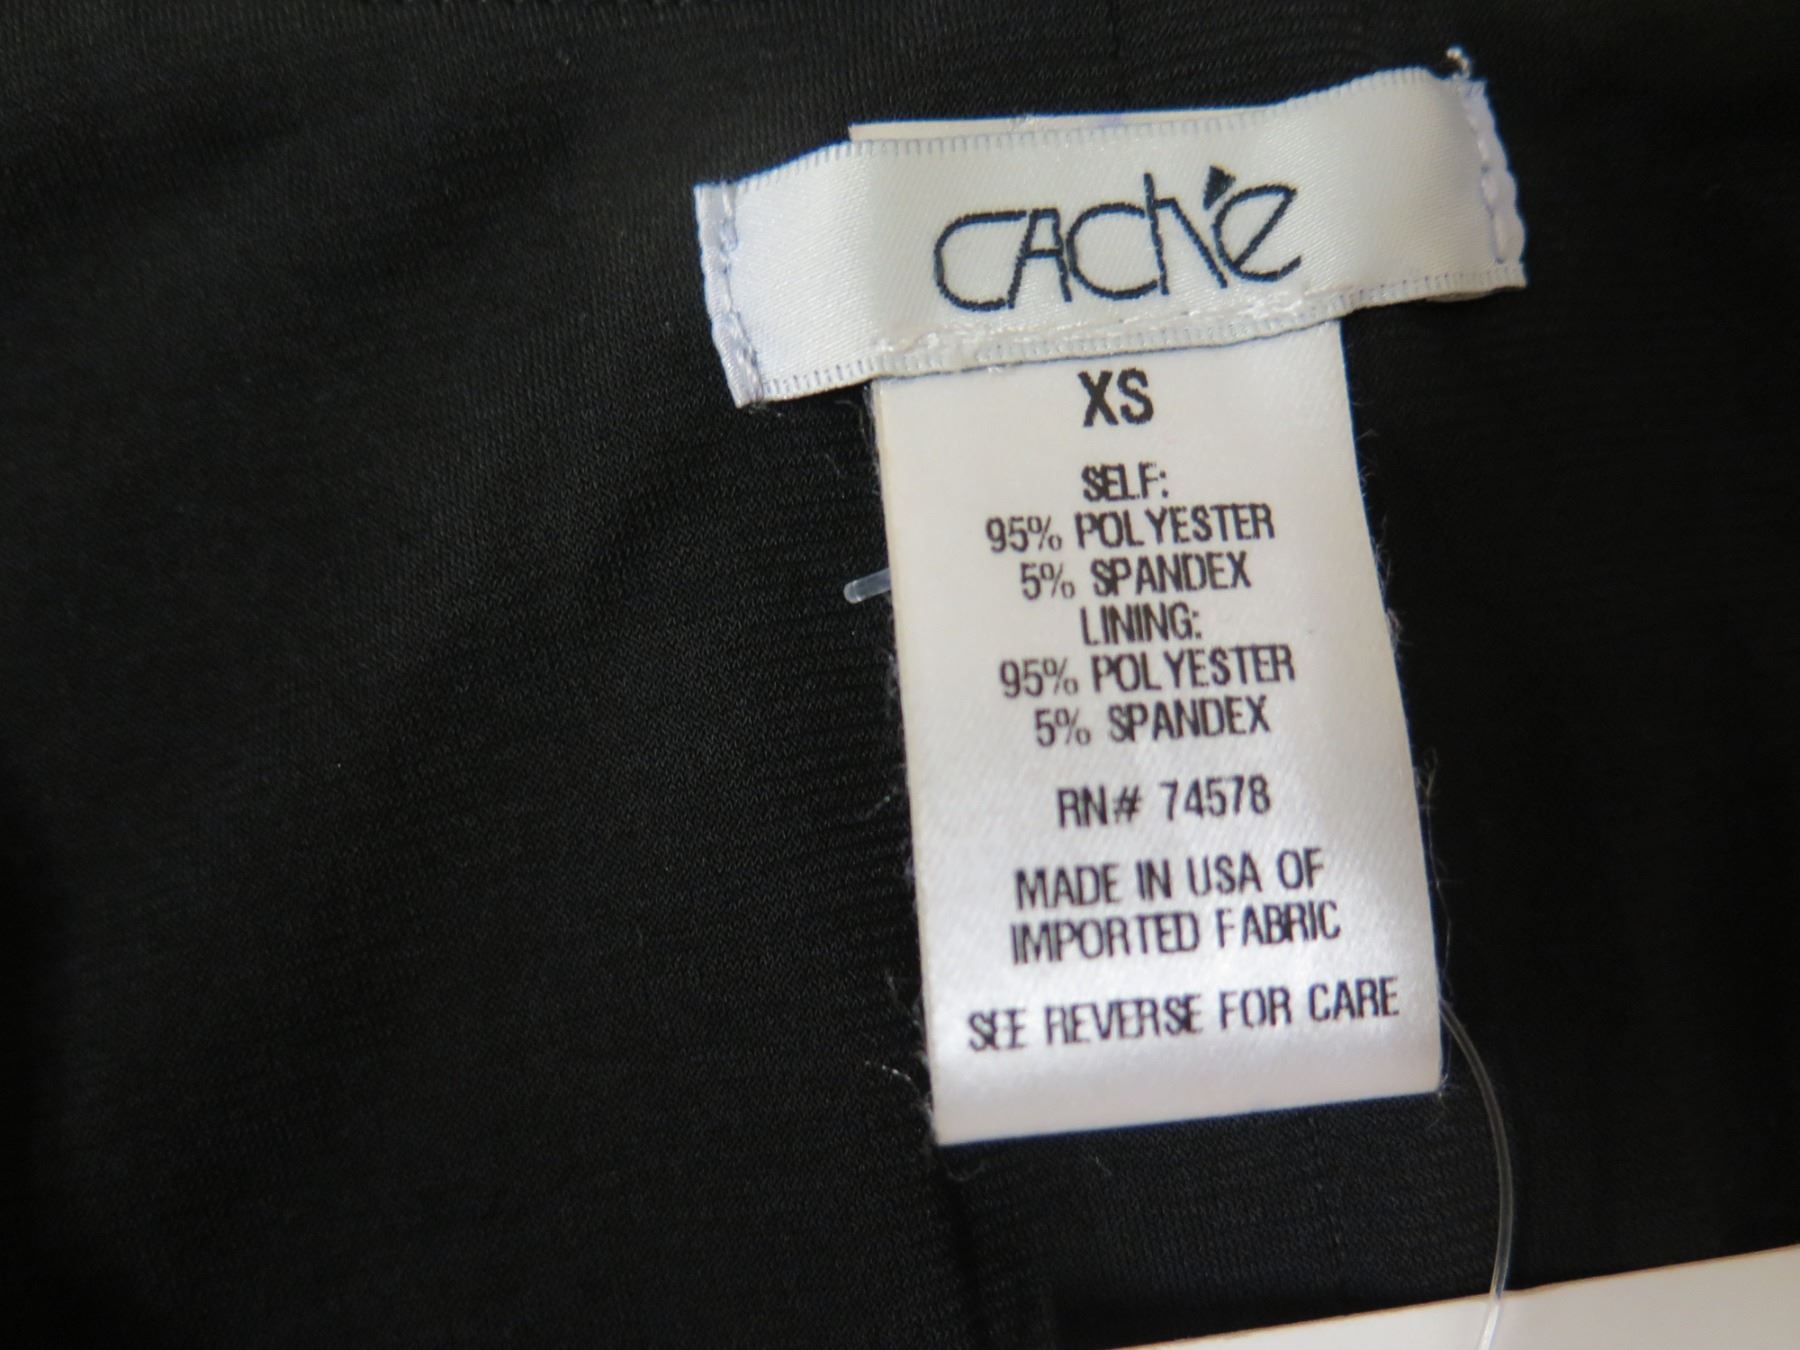 CAChé
XS
SELF:
95% POLYESTER
5% SPANDEX
LINING:
95% POLYESTER
5% SPANDEX
RN# 74578
MADE IN USA OF
IMPORTED FABRIC
SEE REVERSE FOR CARE